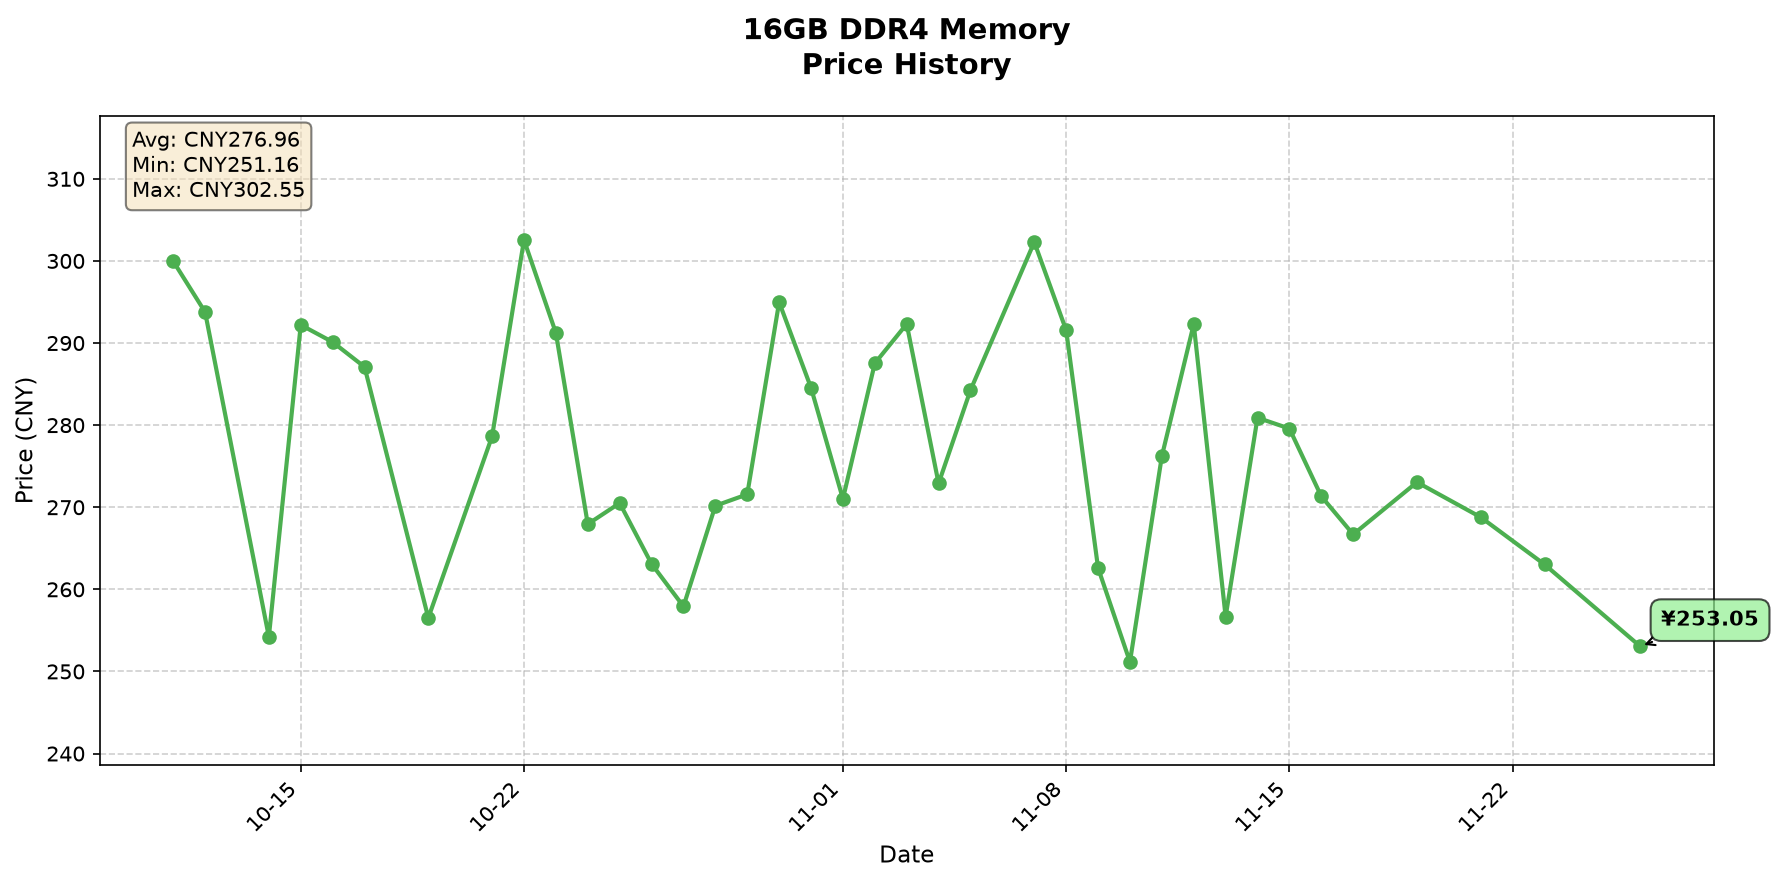 16GB DDR4 Memory
Price History
Avg: CNY276.96
Min: CNY251.16
Max: CNY302.55
310
300
290
280
270
260
250
240
Price (CNY)
¥253.05
10-15
10-22
11-01
11-08
11-15
11-22
Date